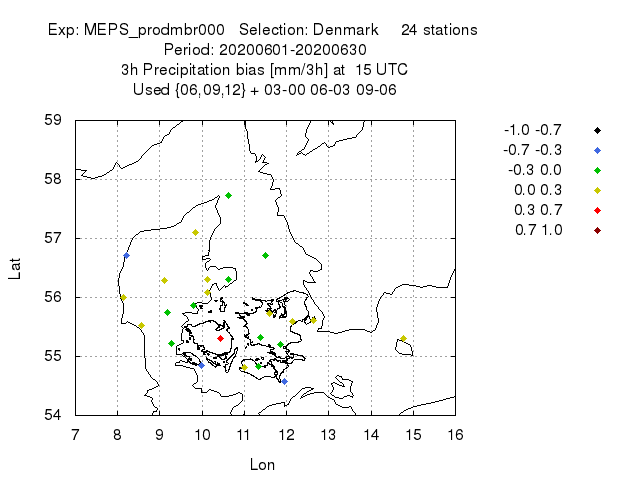 Exp: MEPS_prodmbr000   Selection: Denmark     24 stations
Period: 20200601-20200630
3h Precipitation bias [mm/3h] at  15 UTC
Used {06,09,12} + 03-00 06-03 09-06
-1.0 -0.7
-0.7 -0.3
-0.3 0.0
0.0 0.3
0.3 0.7
0.7 1.0
59
58
57
56
55
54
Lat
7 8 9 10 11 12 13 14 15 16
Lon